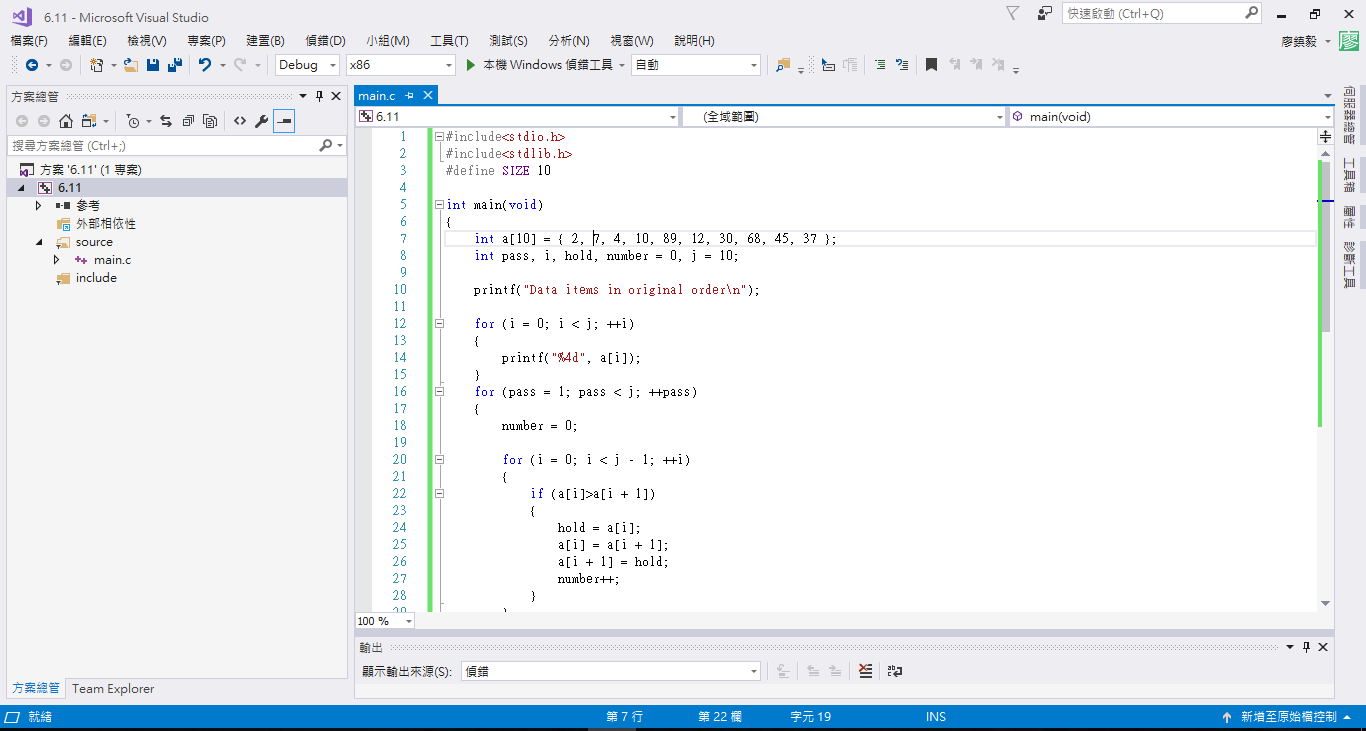 6.11 - Microsoft Visual Studio
快速啟動 (Ctrl+Q)
檔案(F) 編輯(E) 檢視(V) 專案(P) 建置(B) 偵錯(D) 小組(M) 工具(T) 測試(S) 分析(N) 視窗(W) 說明(H)
廖鎮毅 廖
Debug x86 本機 Windows 偵錯工具 自動
方案總管
main.c
6.11 (全域範圍) main(void)
搜尋方案總管 (Ctrl+;)
方案 '6.11' (1 專案)
6.11
參考
外部相依性
source
main.c
include
1 #include<stdio.h>
2 #include<stdlib.h>
3 #define SIZE 10
4
5 int main(void)
6 {
7 int a[10] = { 2, 7, 4, 10, 89, 12, 30, 68, 45, 37 };
8 int pass, i, hold, number = 0, j = 10;
9
10 printf("Data items in original order\n");
11
12 for (i = 0; i < j; ++i)
13 {
14 printf("%4d", a[i]);
15 }
16 for (pass = 1; pass < j; ++pass)
17 {
18 number = 0;
19
20 for (i = 0; i < j - 1; ++i)
21 {
22 if (a[i]>a[i + 1])
23 {
24 hold = a[i];
25 a[i] = a[i + 1];
26 a[i + 1] = hold;
27 number++;
28 }
100 %
輸出
顯示輸出來源(S): 偵錯
方案總管 Team Explorer
伺服器總管
工具箱
屬性
診斷工具
就緒 第 7 行 第 22 欄 字元 19 INS 新增至原始檔控制